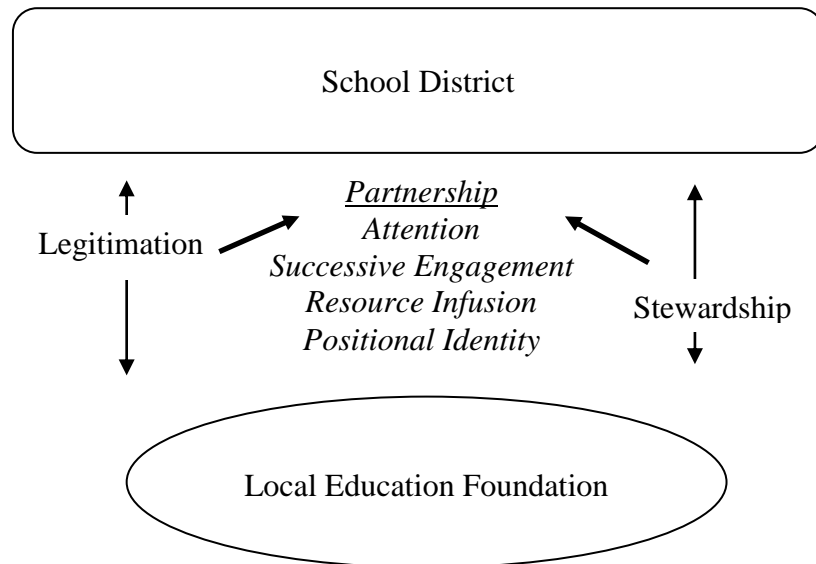 School District
Partnership
Attention
Legitimation
Successive Engagement
Resource Infusion
Stewardship
Positional Identity
Local Education Foundation